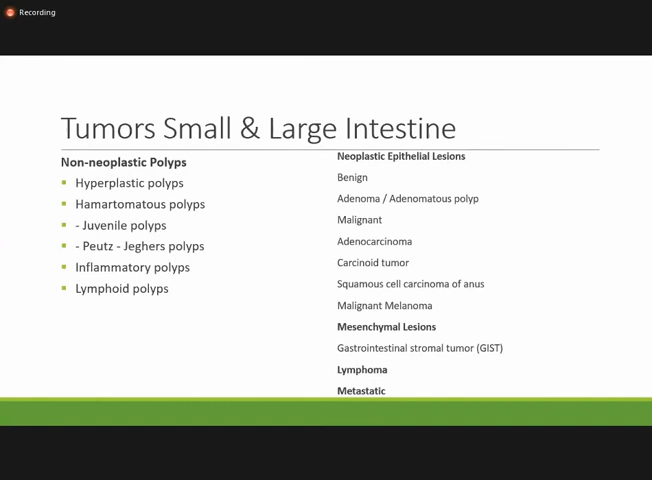 Recording
Tumors Small & Large Intestine
Non-neoplastic Polyps
Hyperplastic polyps
Hamartomatous polyps
- Juvenile polyps
- Peutz - Jeghers polyps
Inflammatory polyps
Lymphoid polyps
Neoplastic Epithelial Lesions
Benign
Adenoma / Adenomatous polyp
Malignant
Adenocarcinoma
Carcinoid tumor
Squamous cell carcinoma of anus
Malignant Melanoma
Mesenchymal Lesions
Gastrointestinal stromal tumor (GIST)
Lymphoma
Metastatic